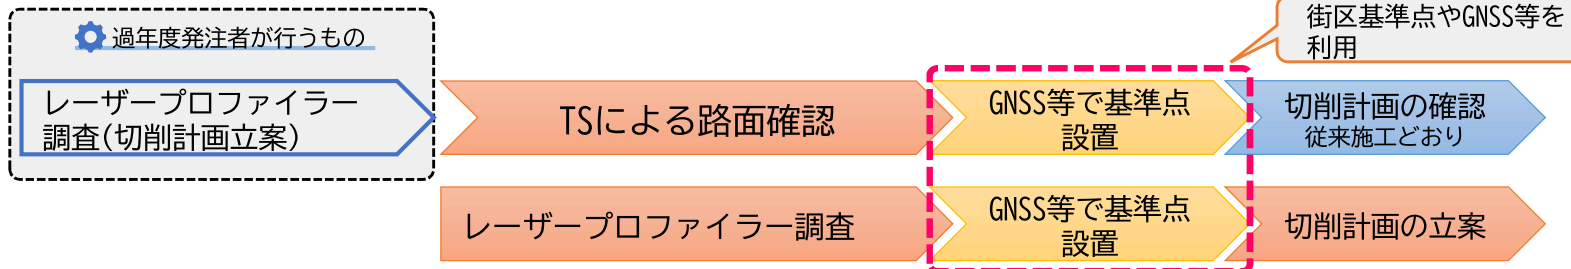 過年度発注者が行うもの
レーザープロファイラー
調査(切削計画立案)
TSによる路面確認
GNSS等で基準点
設置
切削計画の確認
従来施工どおり
街区基準点やGNSS等を
利用
レーザープロファイラー調査
GNSS等で基準点
設置
切削計画の立案